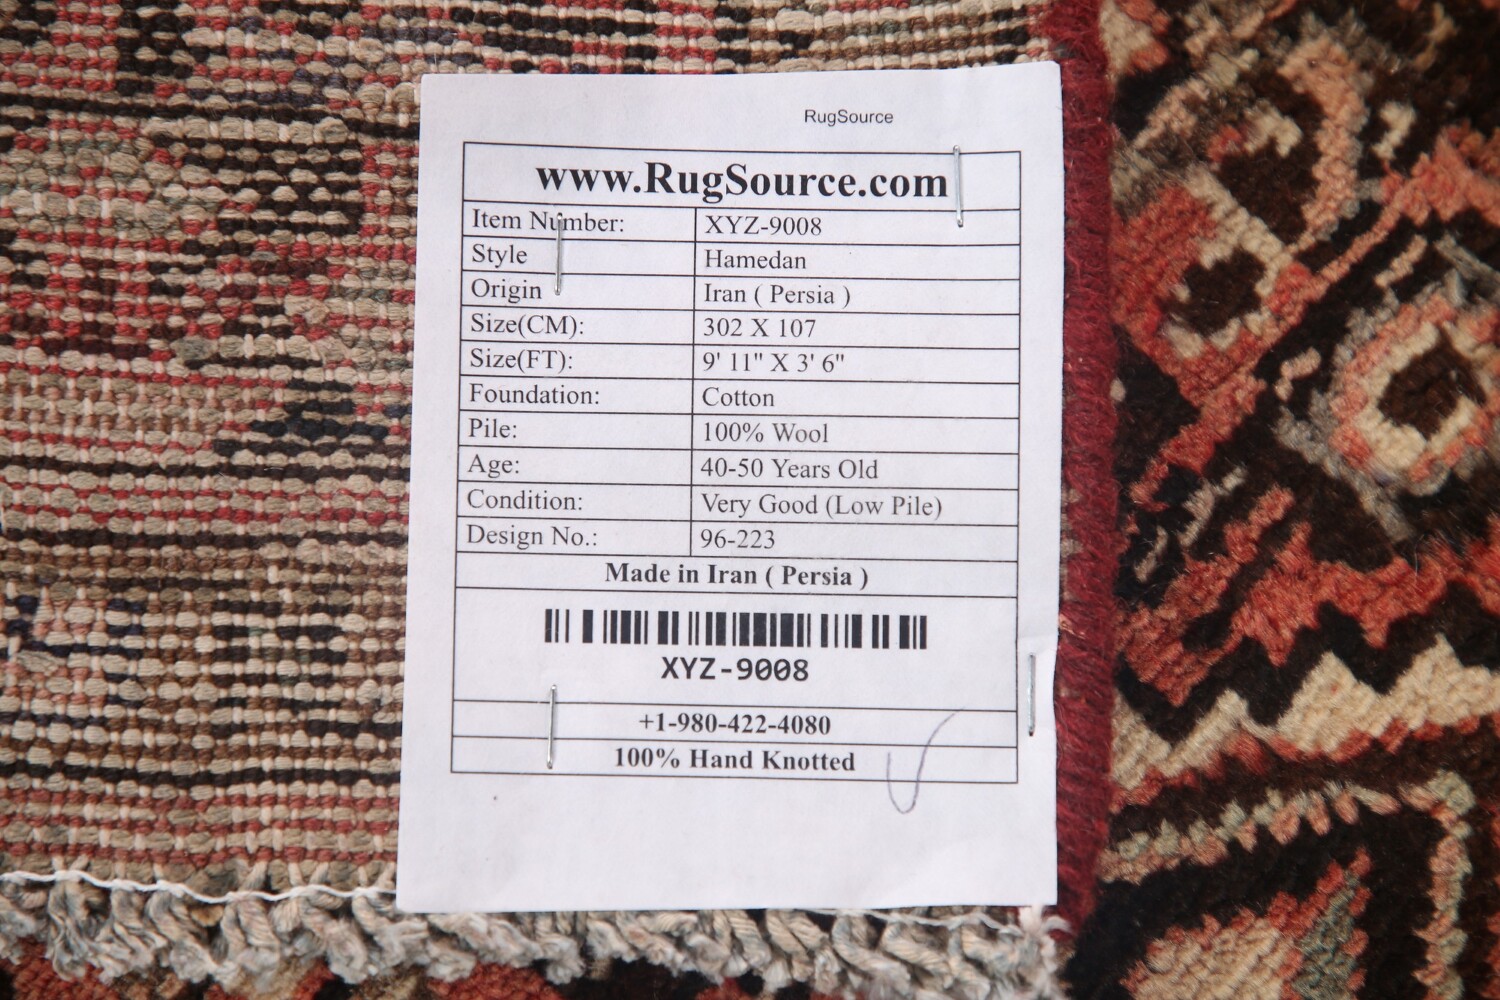 RugSource
www.RugSource.com
Item Number: XYZ-9008
Style Hamedan
Origin Iran ( Persia )
Size(CM): 302 X 107
Size(FT): 9' 11" X 3' 6"
Foundation: Cotton
Pile: 100% Wool
Age: 40-50 Years Old
Condition: Very Good (Low Pile)
Design No.: 96-223
Made in Iran ( Persia )
XYZ-9008
+1-980-422-4080
100% Hand Knotted